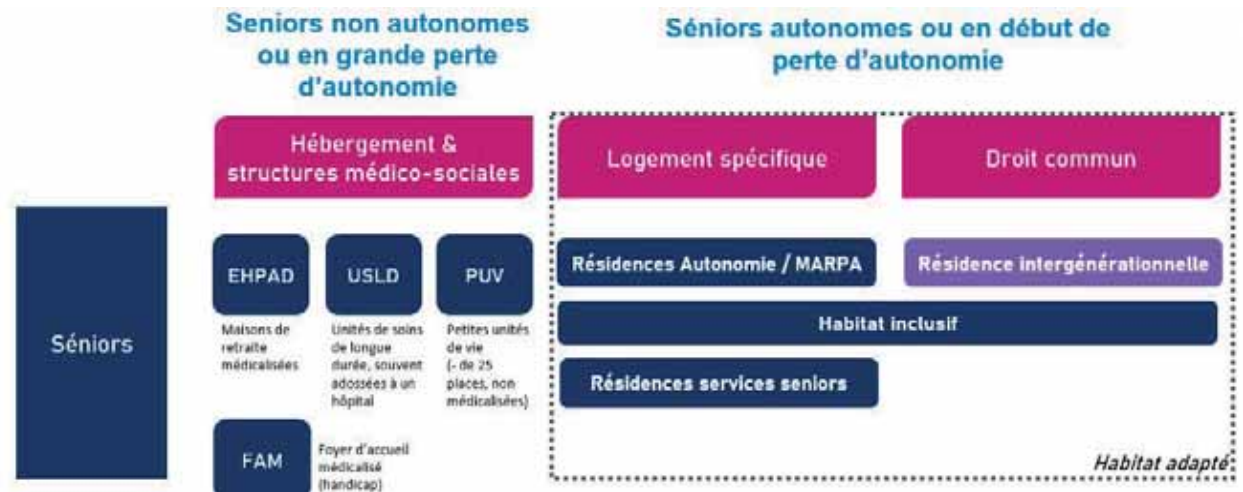 Seniors non autonomes
ou en grande perte
d'autonomie
Séniors autonomes ou en début de
perte d'autonomie
Hébergement &
structures médico-sociales
Logement spécifique
Droit commun
Séniors
EHPAD
USLD
PUV
Maisons de
retraite
médicalisées
Unités de soins
de longue
durée, souvent
adossées à un
hôpital
Petites unités
de vie
(- de 25
places, non
médicalisées)
FAM
Foyer d'accueil
médicalisé
(handicap)
Résidences Autonomie / MARPA
Résidence intergénérationnelle
Habitat inclusif
Résidences services seniors
Habitat adapté